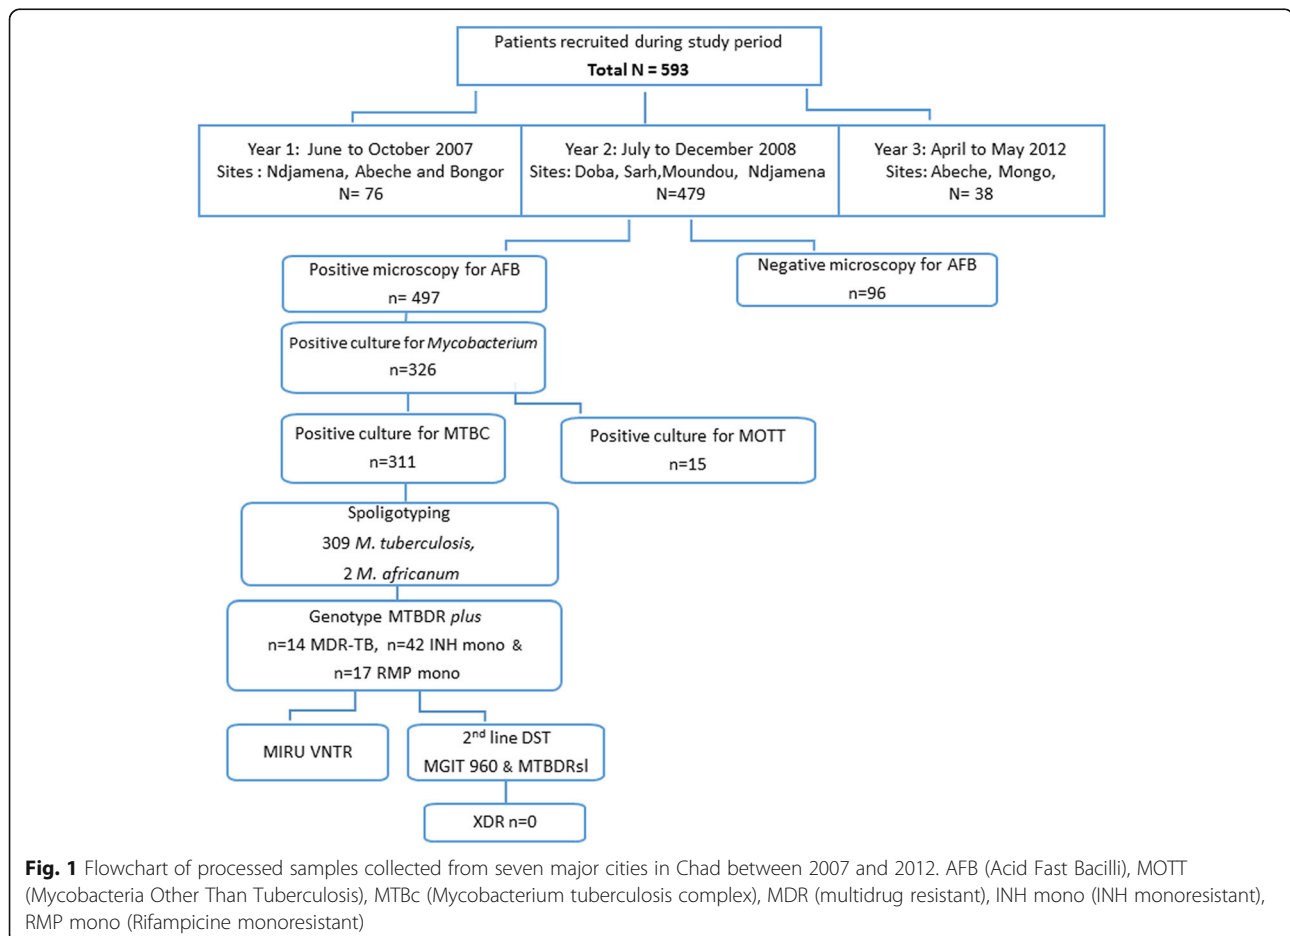 Patients recruited during study period
Total N = 593
Year 1: June to October 2007
Sites : Ndjamena, Abeche and Bongor
N= 76
Year 2: July to December 2008
Sites: Doba, Sarh,Moundou, Ndjamena
N=479
Year 3: April to May 2012
Sites: Abeche, Mongo,
N= 38
Positive microscopy for AFB
n= 497
Negative microscopy for AFB
n=96
Positive culture for Mycobacterium
n=326
Positive culture for MTBC
n=311
Positive culture for MOTT
n=15
Spoligotyping
309 M. tuberculosis,
2 M. africanum
Genotype MTBDR plus
n=14 MDR-TB, n=42 INH mono &
n=17 RMP mono
MIRU VNTR
2nd line DST
MGIT 960 & MTBDRsl
XDR n=0
Fig. 1 Flowchart of processed samples collected from seven major cities in Chad between 2007 and 2012. AFB (Acid Fast Bacilli), MOTT
(Mycobacteria Other Than Tuberculosis), MTBc (Mycobacterium tuberculosis complex), MDR (multidrug resistant), INH mono (INH monoresistant),
RMP mono (Rifampicine monoresistant)